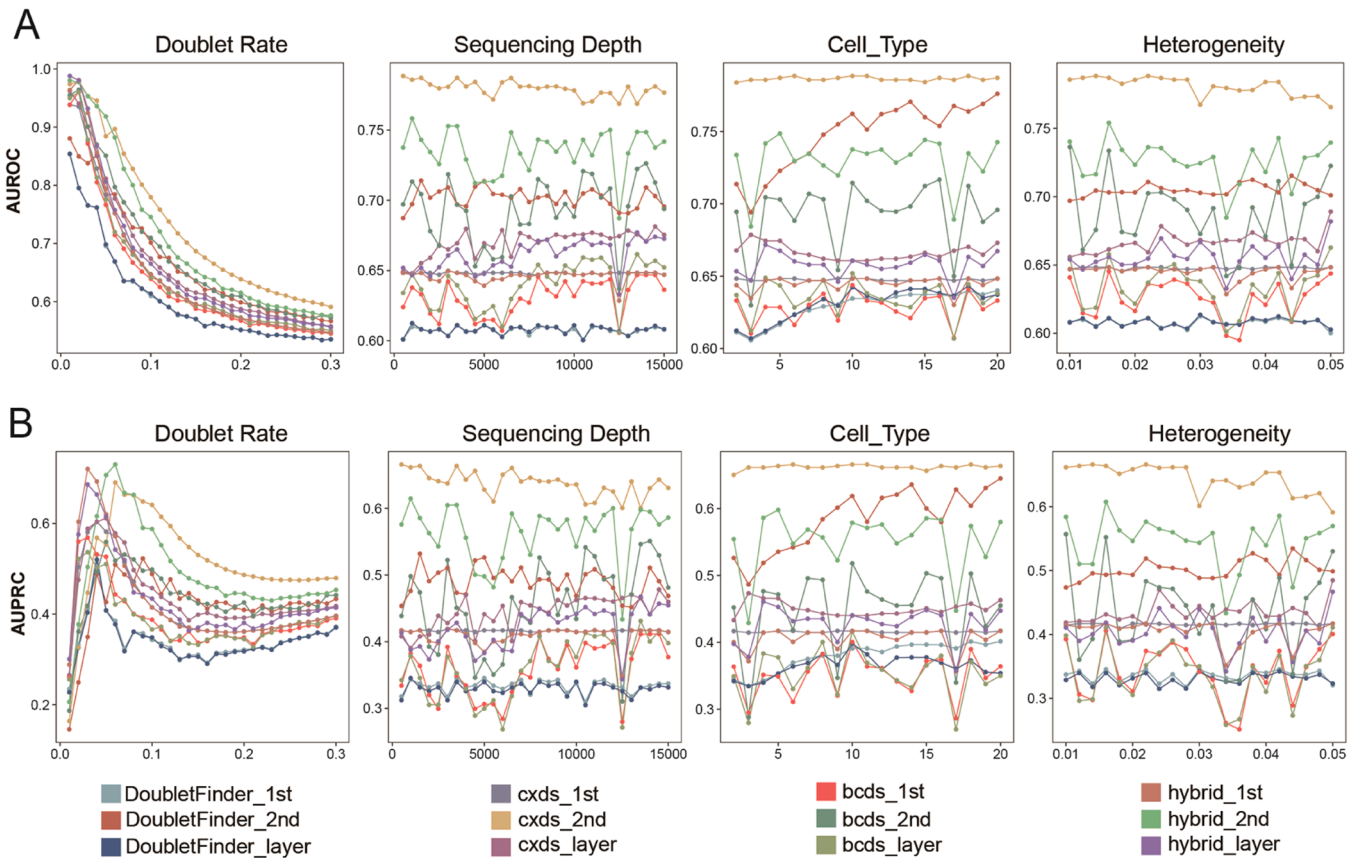 A
Doublet Rate
Sequencing Depth
Cell_Type
Heterogeneity
AUROC
1.0
0.9
0.8
0.7
0.6
0.0 0.1 0.2 0.3
0.75
0.70
0.65
0.60
0 5000 10000 15000
0.75
0.70
0.65
0.60
5 10 15 20
0.75
0.70
0.65
0.60
0.01 0.02 0.03 0.04 0.05
B
Doublet Rate
Sequencing Depth
Cell_Type
Heterogeneity
AUPRC
0.6
0.4
0.2
0.0 0.1 0.2 0.3
0.6
0.5
0.4
0.3
0 5000 10000 15000
0.6
0.5
0.4
0.3
5 10 15 20
0.6
0.5
0.4
0.3
0.01 0.02 0.03 0.04 0.05
DoubletFinder_1st
DoubletFinder_2nd
DoubletFinder_layer
cxds_1st
cxds_2nd
cxds_layer
bcds_1st
bcds_2nd
bcds_layer
hybrid_1st
hybrid_2nd
hybrid_layer